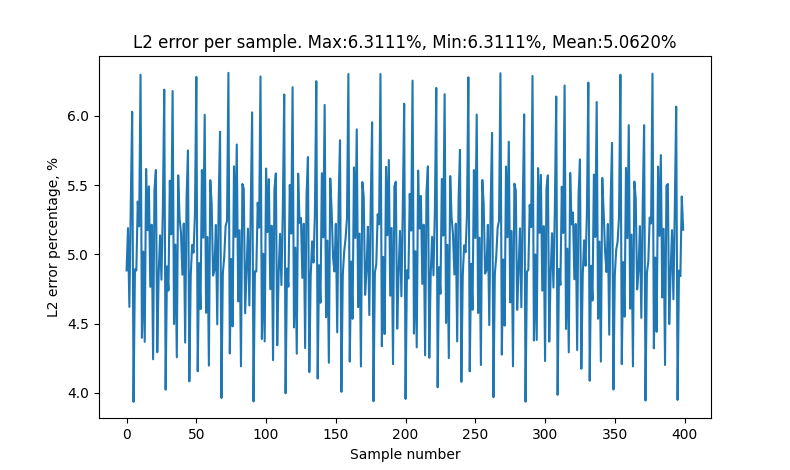 L2 error per sample. Max:6.3111%, Min:6.3111%, Mean:5.0620%
L2 error percentage, %
6.0
5.5
5.0
4.5
4.0
0 50 100 150 200 250 300 350 400
Sample number